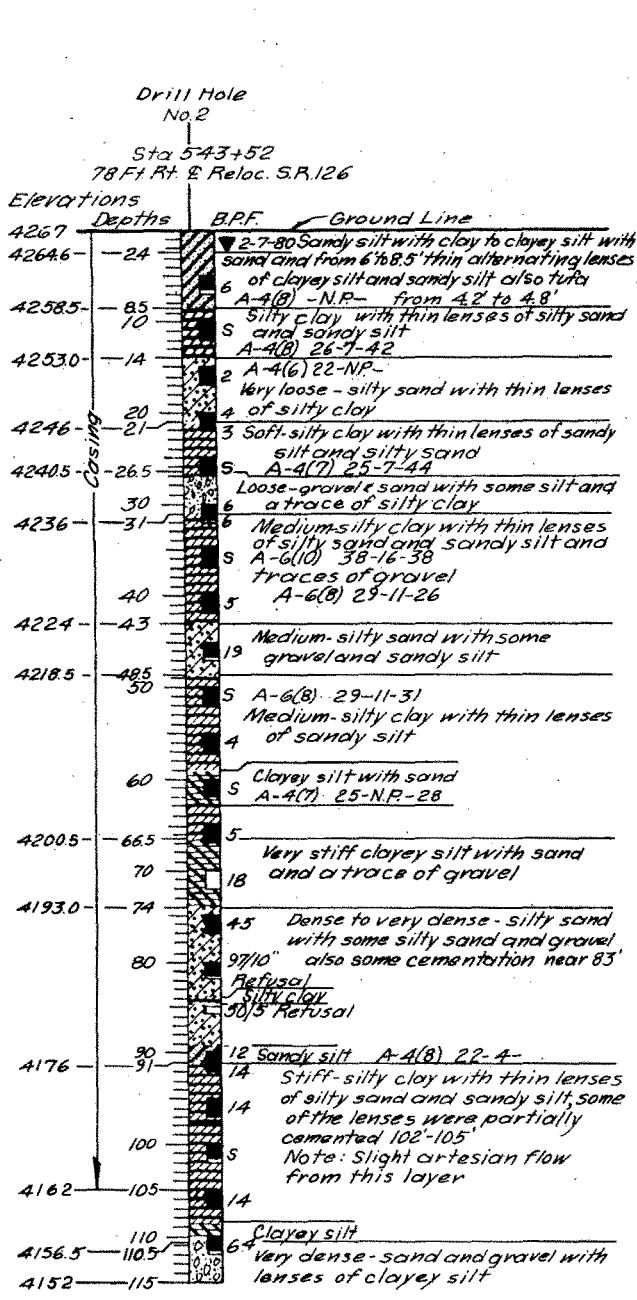 Drill Hole
No.2
Sta 543+52
78 Ft Rt. ℄ Reloc. S.R.126
Elevations
Depths B.P.F. Ground Line
4267
2-7-80 Sandy silt with clay to clayey silt with
4264.6 2.4 sand and from 6' to 8.5' thin alternating lenses
6 of clayey silt and sandy silt also tufa
A-4(8) -N.P- from 4.2' to 4.8'
4258.5 8.5
Silty clay with thin lenses of silty sand
10 S and sandy silt
A-4(8) 26-7-42
4253.0 14
2 A-4(6) 22-NP-
Very loose - silty sand with thin lenses
20 4 of silty clay
4246 21
3 Soft-silty clay with thin lenses of sandy
silt and silty sand
4240.5 26.5 S A-4(7) 25-7-44
Loose-gravel & sand with some silt and
30 6 a trace of silty clay
4236 31 6
Medium-silty clay with thin lenses
of silty sand and sandy silt and
S A-6(10) 38-16-38
traces of gravel
40 5 A-6(8) 29-11-26
4224 43
Medium-silty sand with some
19 gravel and sandy silt
4218.5 48.5
50 S A-6(8) 29-11-31
Medium-silty clay with thin lenses
4 of sandy silt
Clayey silt with sand
60 S A-4(7) 25-N.P.-28
4200.5 66.5 5
Very stiff clayey silt with sand
70 18 and a trace of gravel
4193.0 74
45 Dense to very dense - silty sand
with some silty sand and gravel
80 97/10" also some cementation near 83'
Refusal
Silty clay
50/5 Refusal
90 12 Sandy silt A-4(8) 22-4-
4176 91 14
Stiff-silty clay with thin lenses
of silty sand and sandy silt, some
14 of the lenses were partially
cemented 102'-105'
100 S Note: Slight artesian flow
from this layer
4162 105 14
Clayey silt
110 64
4156.5 110.5 Very dense-sand and gravel with
lenses of clayey silt
4152 115
Casing